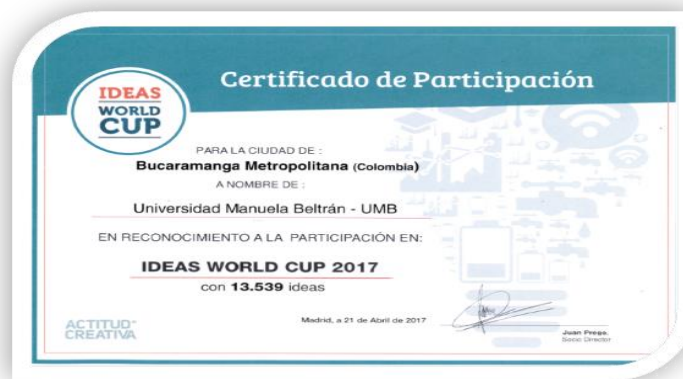 Certificado de Participación
IDEAS
WORLD
CUP
PARA LA CIUDAD DE :
Bucaramanga Metropolitana (Colombia)
A NOMBRE DE :
Universidad Manuela Beltrán - UMB
EN RECONOCIMIENTO A LA PARTICIPACIÓN EN:
IDEAS WORLD CUP 2017
con 13.539 ideas
Madrid, a 21 de Abril de 2017
ACTITUD
CREATIVA
Juan Prego.
Socio Director